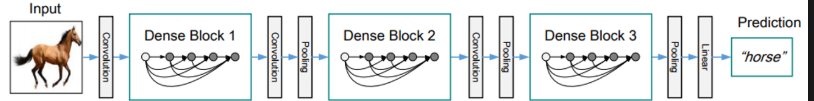 Input
Convolution
Dense Block 1
Convolution
Pooling
Dense Block 2
Convolution
Pooling
Dense Block 3
Pooling
Linear
Prediction
“horse”